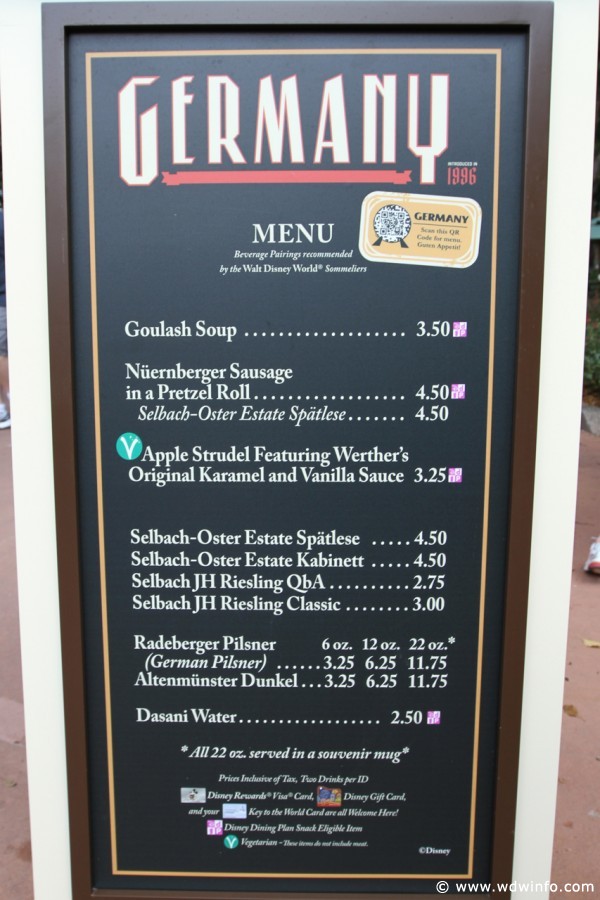 GERMANY
INTRODUCED IN
1996
GERMANY
Scan this QR
Code for menu.
Guten Appetit!
MENU
Beverage Pairings recommended
by the Walt Disney World® Sommeliers
Goulash Soup ................... 3.50
Nüernberger Sausage
in a Pretzel Roll.................. 4.50
Selbach-Oster Estate Spätlese....... 4.50
V Apple Strudel Featuring Werther's
Original Karamel and Vanilla Sauce 3.25
Selbach-Oster Estate Spätlese .....4.50
Selbach-Oster Estate Kabinett .....4.50
Selbach JH Riesling QbA ..........2.75
Selbach JH Riesling Classic ........3.00
Radeberger Pilsner 6 oz. 12 oz. 22 oz.*
(German Pilsner) ......3.25 6.25 11.75
Altenmünster Dunkel...3.25 6.25 11.75
Dasani Water................. 2.50
*All 22 oz. served in a souvenir mug*
Prices Inclusive of Tax, Two Drinks per ID
Disney Rewards® Visa® Card, Disney Gift Card,
and your Key to the World Card are all Welcome Here!
Disney Dining Plan Snack Eligible Item
V Vegetarian - These items do not include meat.
©Disney
© www.wdwinfo.com